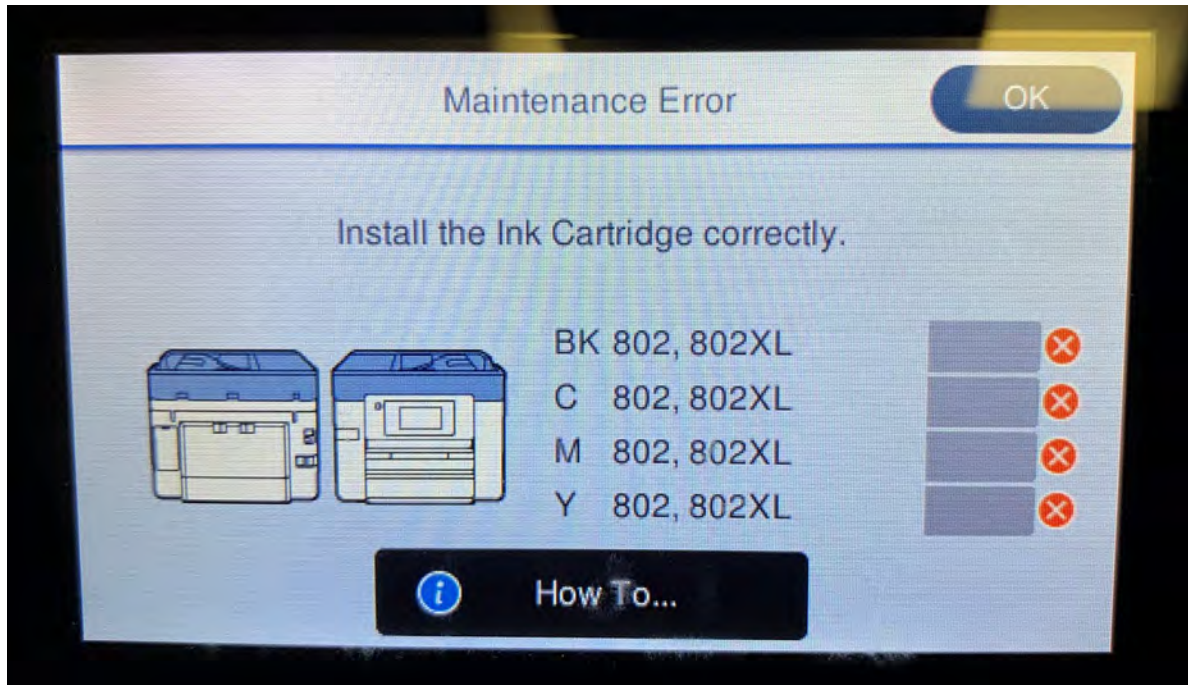 Maintenance Error
OK
Install the Ink Cartridge correctly.
BK 802, 802XL
C 802, 802XL
M 802, 802XL
Y 802, 802XL
i How To...